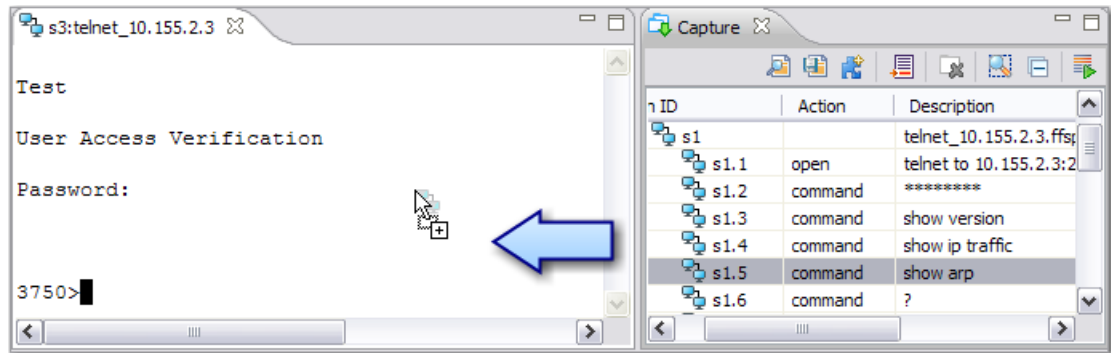 s3:telnet_10.155.2.3
Test
User Access Verification
Password:
3750>
Capture
n ID Action Description
s1 telnet_10.155.2.3.ffsp
s1.1 open telnet to 10.155.2.3:2
s1.2 command ********
s1.3 command show version
s1.4 command show ip traffic
s1.5 command show arp
s1.6 command ?